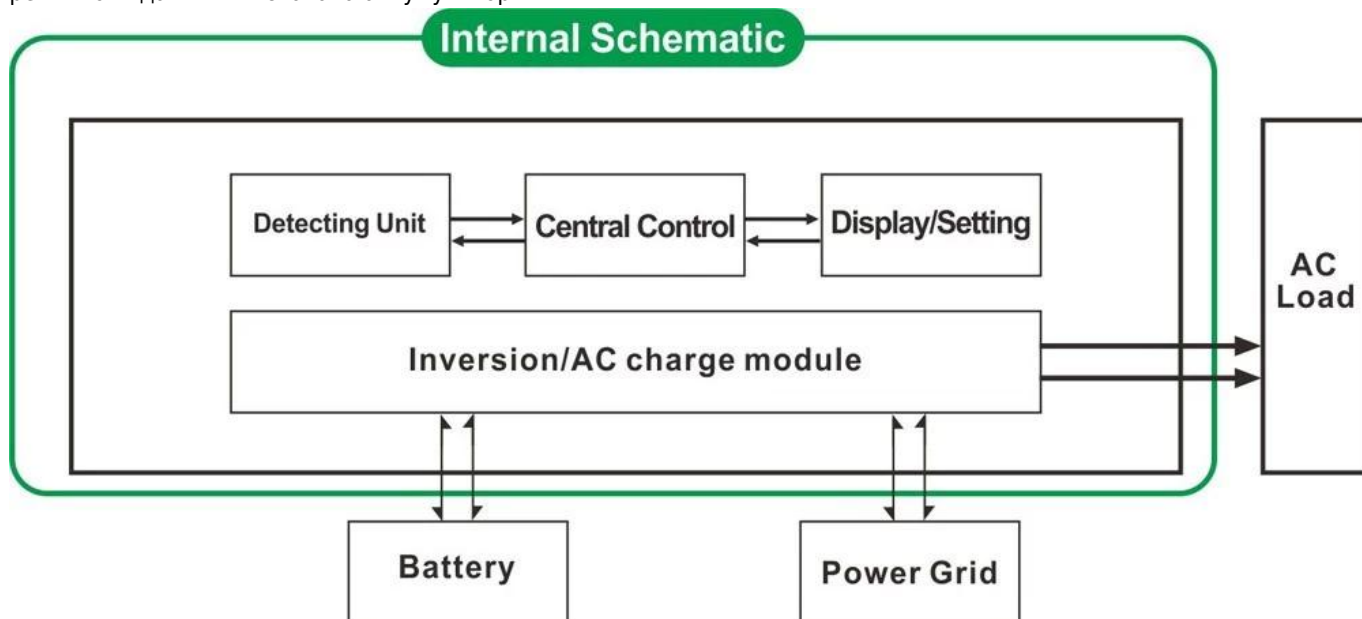 Internal Schematic
Detecting Unit
Central Control
Display/Setting
AC
Load
Inversion/AC charge module
Battery
Power Grid